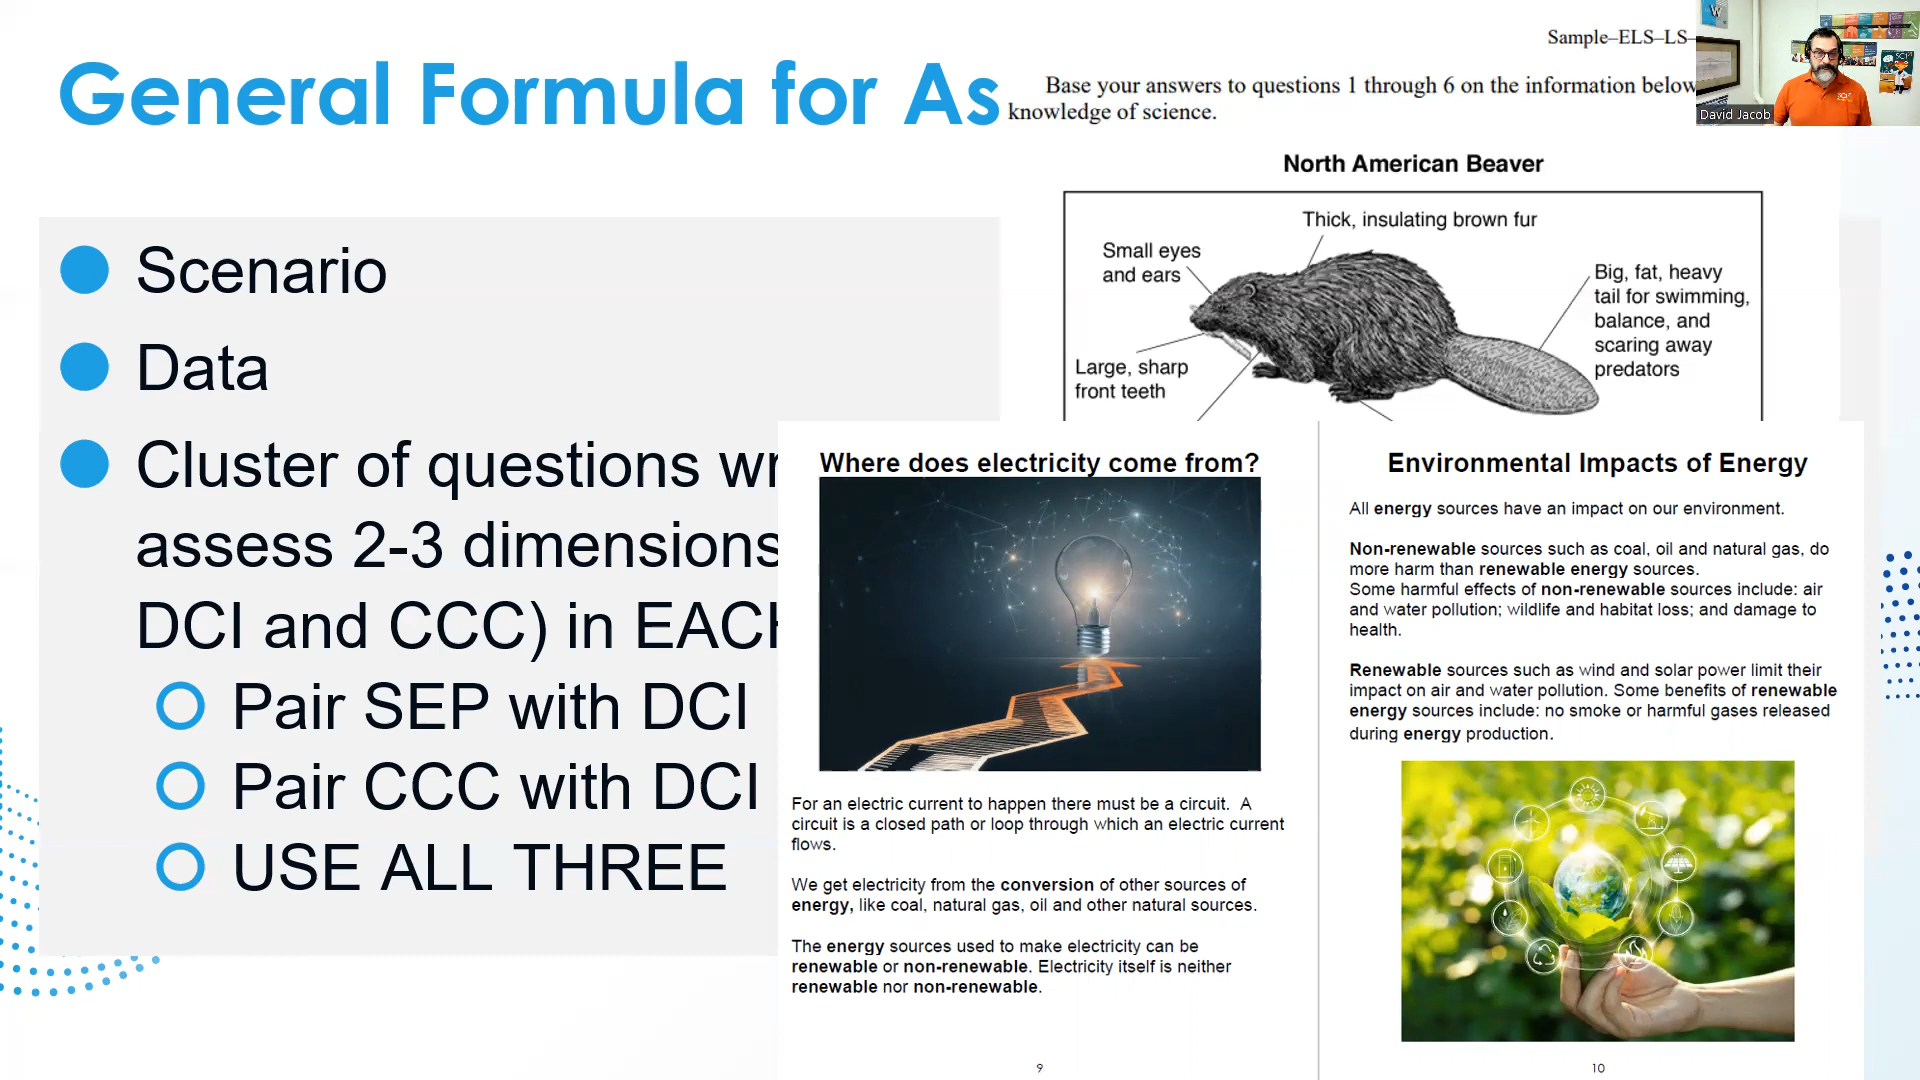 General Formula for As
Scenario
Data
Cluster of questions wr
assess 2-3 dimensions
DCI and CCC) in EACH
Pair SEP with DCI
Pair CCC with DCI
USE ALL THREE
Sample–ELS–LS–
Base your answers to questions 1 through 6 on the information below
knowledge of science.
North American Beaver
Thick, insulating brown fur
Small eyes
and ears
Big, fat, heavy
tail for swimming,
balance, and
scaring away
predators
Large, sharp
front teeth
David Jacob
Where does electricity come from?
For an electric current to happen there must be a circuit. A
circuit is a closed path or loop through which an electric current
flows.
We get electricity from the conversion of other sources of
energy, like coal, natural gas, oil and other natural sources.
The energy sources used to make electricity can be
renewable or non-renewable. Electricity itself is neither
renewable nor non-renewable.
9
Environmental Impacts of Energy
All energy sources have an impact on our environment.
Non-renewable sources such as coal, oil and natural gas, do
more harm than renewable energy sources.
Some harmful effects of non-renewable sources include: air
and water pollution; wildlife and habitat loss; and damage to
health.
Renewable sources such as wind and solar power limit their
impact on air and water pollution. Some benefits of renewable
energy sources include: no smoke or harmful gases released
during energy production.
10